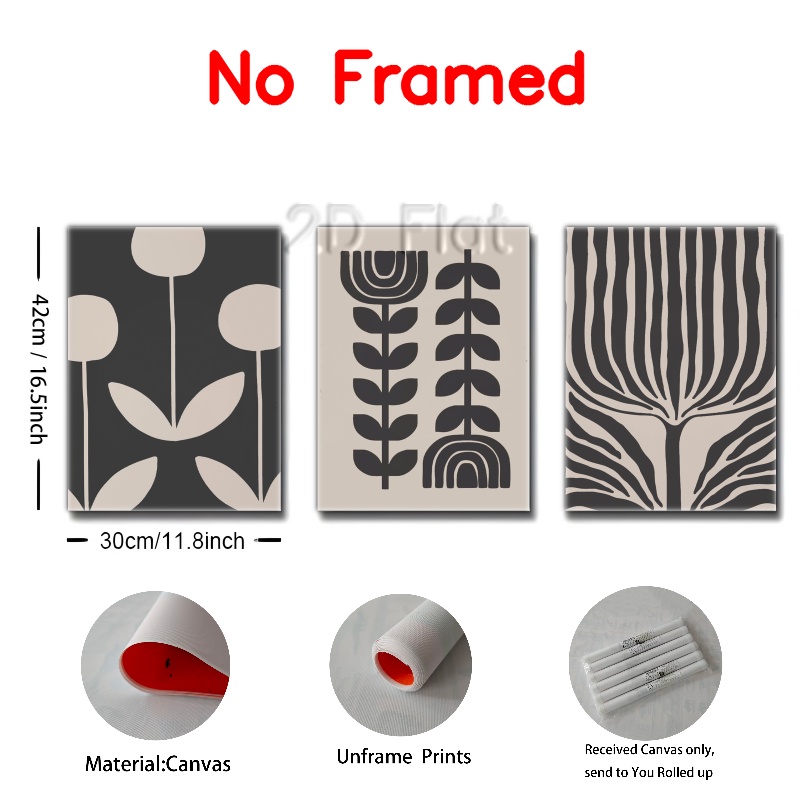 No Framed
2D Flat
42cm / 16.5inch
30cm/11.8inch
Material:Canvas
Unframe Prints
Received Canvas only,
send to You Rolled up